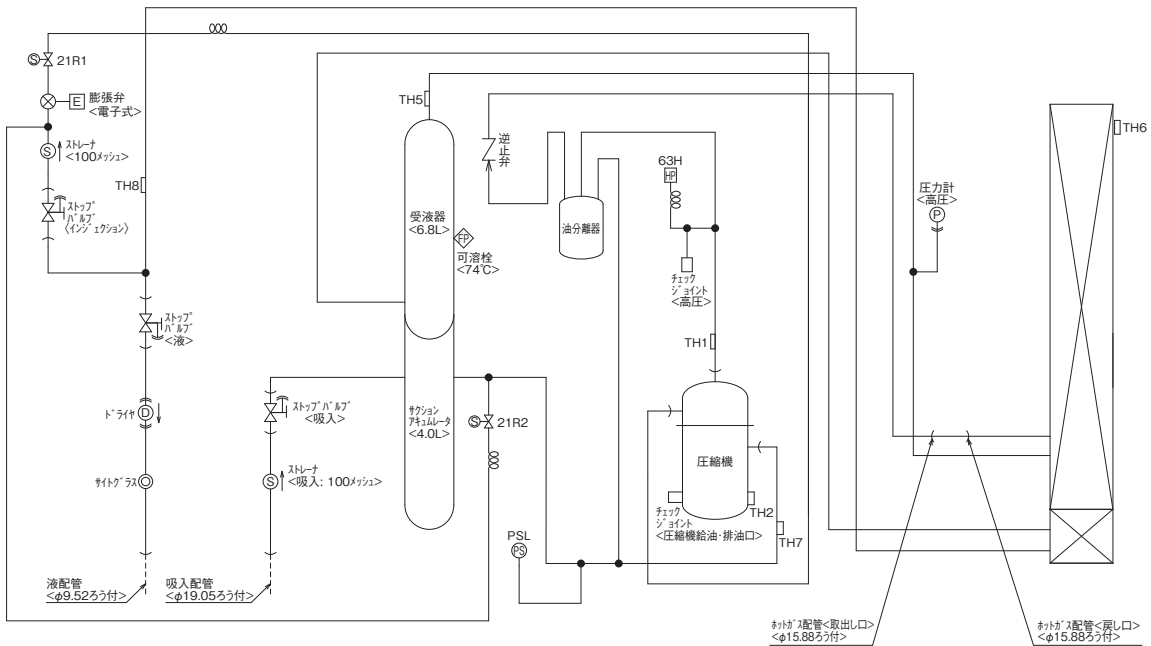 21R1
膨張弁
<電子式>
E
S
ストレーナ
<100メッシュ>
S
ストップ
バルブ
〈インジェクション〉
TH8
ストップ
バルブ
<液>
ドライヤ
D
サイトグラス
液配管
<φ9.52ろう付>
吸入配管
<φ19.05ろう付>
ストップバルブ
<吸入>
ストレーナ
<吸入: 100メッシュ>
S
TH5
受液器
<6.8L>
FP
可溶栓
<74℃>
サクション
アキュムレータ
<4.0L>
S
21R2
PSL
PS
逆止弁
油分離器
63H
HP
チェック
ジョイント
<高圧>
TH1
圧縮機
チェック
ジョイント
<圧縮機給油・排油口>
TH2
TH7
圧力計
<高圧>
P
TH6
ホットガス配管<取出し口>
<φ15.88ろう付>
ホットガス配管<戻し口>
<φ15.88ろう付>